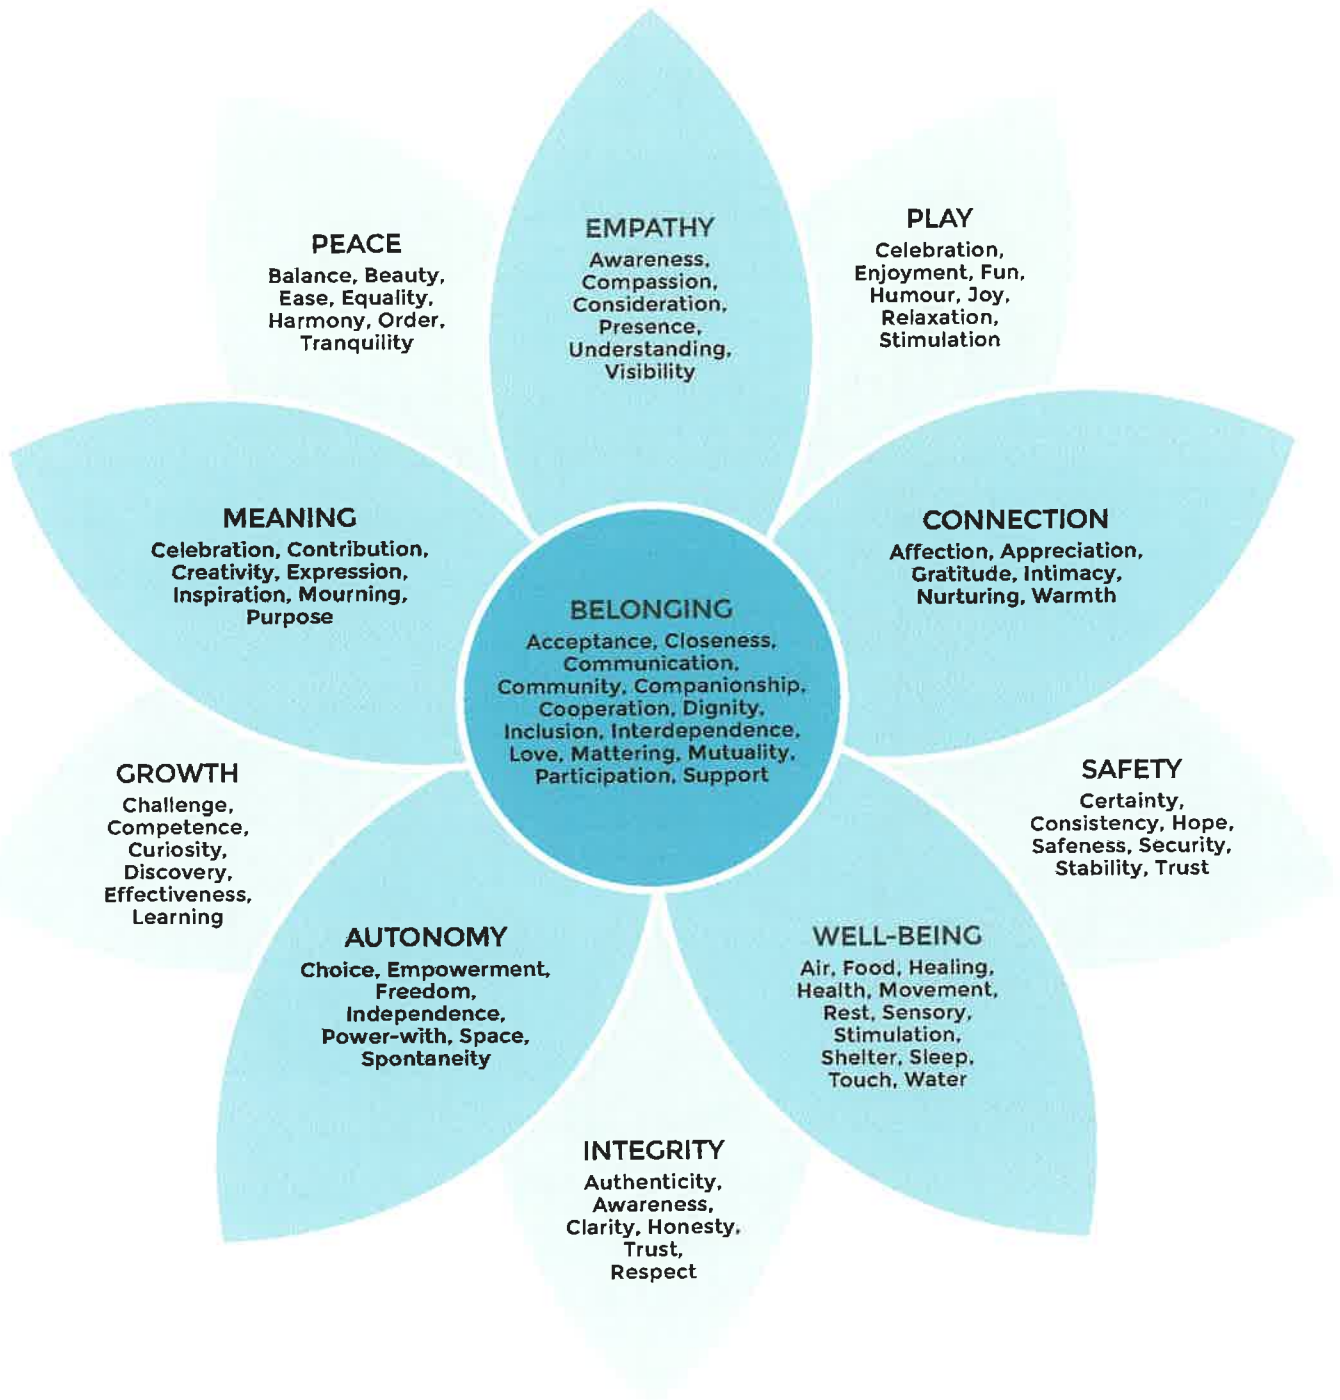 EMPATHY
Awareness,
Compassion,
Consideration,
Presence,
Understanding,
Visibility
PLAY
Celebration,
Enjoyment, Fun,
Humour, Joy,
Relaxation,
Stimulation
PEACE
Balance, Beauty,
Ease, Equality,
Harmony, Order,
Tranquility
MEANING
Celebration, Contribution,
Creativity, Expression,
Inspiration, Mourning,
Purpose
CONNECTION
Affection, Appreciation,
Gratitude, Intimacy,
Nurturing, Warmth
BELONGING
Acceptance, Closeness,
Communication,
Community, Companionship,
Cooperation, Dignity,
Inclusion, Interdependence,
Love, Mattering, Mutuality,
Participation, Support
GROWTH
Challenge,
Competence,
Curiosity,
Discovery,
Effectiveness,
Learning
SAFETY
Certainty,
Consistency, Hope,
Safeness, Security,
Stability, Trust
AUTONOMY
Choice, Empowerment,
Freedom,
Independence,
Power-with, Space,
Spontaneity
WELL-BEING
Air, Food, Healing,
Health, Movement,
Rest, Sensory,
Stimulation,
Shelter, Sleep,
Touch, Water
INTEGRITY
Authenticity,
Awareness,
Clarity, Honesty,
Trust,
Respect